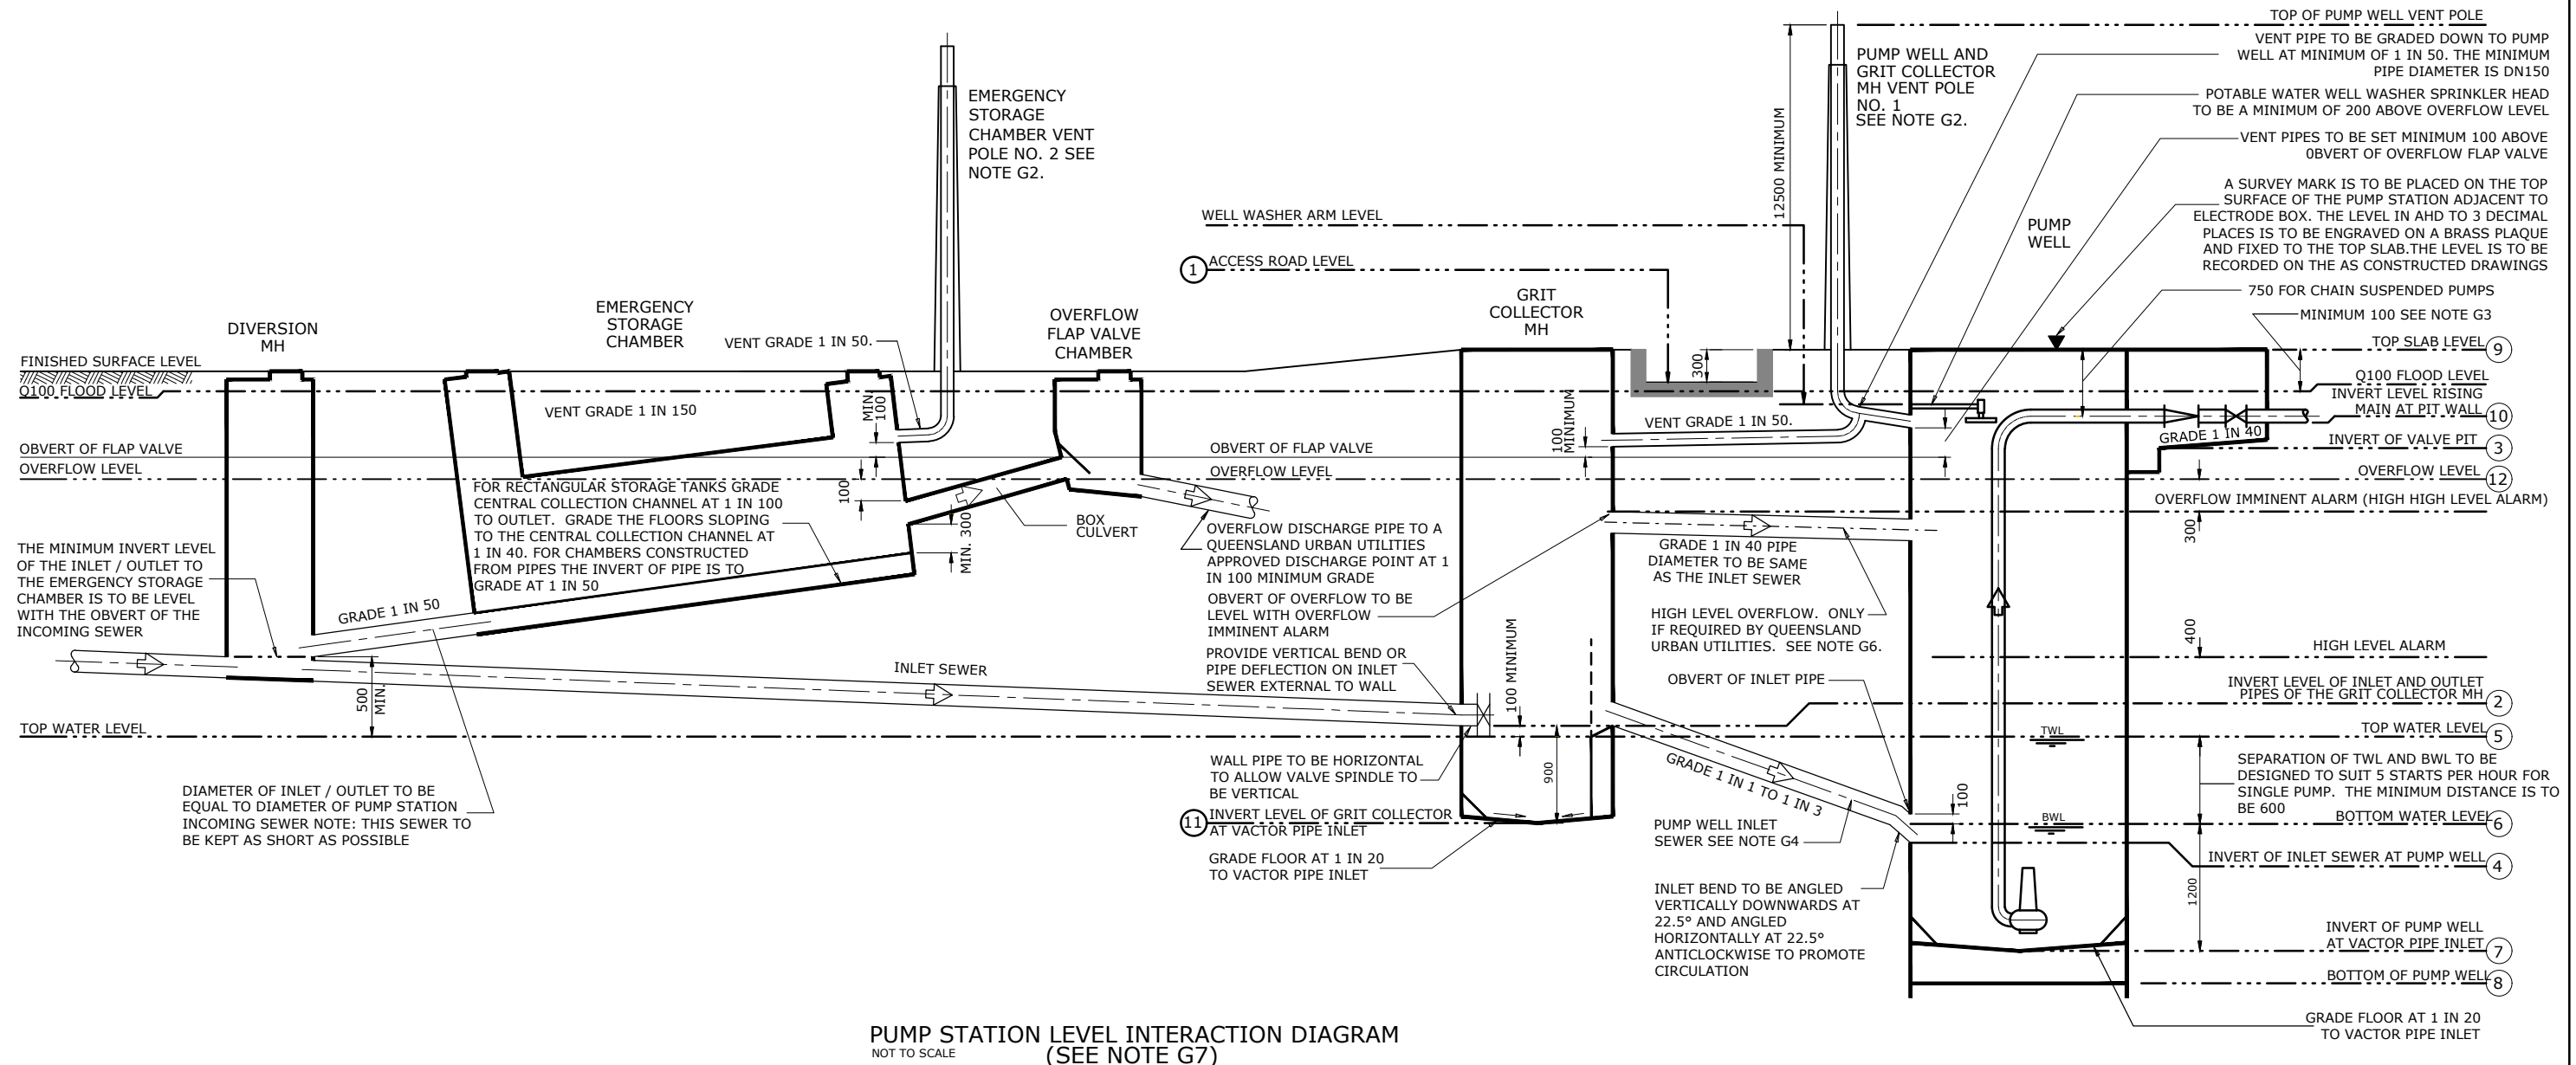 TOP OF PUMP WELL VENT POLE
VENT PIPE TO BE GRADED DOWN TO PUMP
WELL AT MINIMUM OF 1 IN 50. THE MINIMUM
PIPE DIAMETER IS DN150
POTABLE WATER WELL WASHER SPRINKLER HEAD
TO BE A MINIMUM OF 200 ABOVE OVERFLOW LEVEL
VENT PIPES TO BE SET MINIMUM 100 ABOVE
0BVERT OF OVERFLOW FLAP VALVE
A SURVEY MARK IS TO BE PLACED ON THE TOP
SURFACE OF THE PUMP STATION ADJACENT TO
ELECTRODE BOX. THE LEVEL IN AHD TO 3 DECIMAL
PLACES IS TO BE ENGRAVED ON A BRASS PLAQUE
AND FIXED TO THE TOP SLAB.THE LEVEL IS TO BE
RECORDED ON THE AS CONSTRUCTED DRAWINGS
750 FOR CHAIN SUSPENDED PUMPS
MINIMUM 100 SEE NOTE G3
TOP SLAB LEVEL
9
Q100 FLOOD LEVEL
INVERT LEVEL RISING
MAIN AT PIT WALL
10
INVERT OF VALVE PIT
3
OVERFLOW LEVEL
12
OVERFLOW IMMINENT ALARM (HIGH HIGH LEVEL ALARM)
300
400
HIGH LEVEL ALARM
INVERT LEVEL OF INLET AND OUTLET
PIPES OF THE GRIT COLLECTOR MH
2
TOP WATER LEVEL
5
SEPARATION OF TWL AND BWL TO BE
DESIGNED TO SUIT 5 STARTS PER HOUR FOR
SINGLE PUMP. THE MINIMUM DISTANCE IS TO
BE 600
BOTTOM WATER LEVEL
6
INVERT OF INLET SEWER AT PUMP WELL
4
1200
INVERT OF PUMP WELL
AT VACTOR PIPE INLET
7
BOTTOM OF PUMP WELL
8
GRADE FLOOR AT 1 IN 20
TO VACTOR PIPE INLET
PUMP WELL AND
GRIT COLLECTOR
MH VENT POLE
NO. 1
SEE NOTE G2.
12500 MINIMUM
PUMP
WELL
GRADE 1 IN 40
TWL
BWL
100
EMERGENCY
STORAGE
CHAMBER VENT
POLE NO. 2 SEE
NOTE G2.
WELL WASHER ARM LEVEL
1
ACCESS ROAD LEVEL
GRIT
COLLECTOR
MH
300
100
MINIMUM
VENT GRADE 1 IN 50.
OBVERT OF FLAP VALVE
OVERFLOW LEVEL
GRADE 1 IN 40 PIPE
DIAMETER TO BE SAME
AS THE INLET SEWER
HIGH LEVEL OVERFLOW. ONLY
IF REQUIRED BY QUEENSLAND
URBAN UTILITIES. SEE NOTE G6.
OBVERT OF INLET PIPE
GRADE 1 IN 1 TO 1 IN 3
PUMP WELL INLET
SEWER SEE NOTE G4
INLET BEND TO BE ANGLED
VERTICALLY DOWNWARDS AT
22.5° AND ANGLED
HORIZONTALLY AT 22.5°
ANTICLOCKWISE TO PROMOTE
CIRCULATION
OVERFLOW DISCHARGE PIPE TO A
QUEENSLAND URBAN UTILITIES
APPROVED DISCHARGE POINT AT 1
IN 100 MINIMUM GRADE
OBVERT OF OVERFLOW TO BE
LEVEL WITH OVERFLOW
IMMINENT ALARM
PROVIDE VERTICAL BEND OR
PIPE DEFLECTION ON INLET
SEWER EXTERNAL TO WALL
100 MINIMUM
900
WALL PIPE TO BE HORIZONTAL
TO ALLOW VALVE SPINDLE TO
BE VERTICAL
11
INVERT LEVEL OF GRIT COLLECTOR
AT VACTOR PIPE INLET
GRADE FLOOR AT 1 IN 20
TO VACTOR PIPE INLET
DIVERSION
MH
EMERGENCY
STORAGE
CHAMBER
OVERFLOW
FLAP VALVE
CHAMBER
VENT GRADE 1 IN 50.
VENT GRADE 1 IN 150
MIN
100
100
MIN. 300
BOX
CULVERT
FINISHED SURFACE LEVEL
Q100 FLOOD LEVEL
OBVERT OF FLAP VALVE
OVERFLOW LEVEL
FOR RECTANGULAR STORAGE TANKS GRADE
CENTRAL COLLECTION CHANNEL AT 1 IN 100
TO OUTLET. GRADE THE FLOORS SLOPING
TO THE CENTRAL COLLECTION CHANNEL AT
1 IN 40. FOR CHAMBERS CONSTRUCTED
FROM PIPES THE INVERT OF PIPE IS TO
GRADE AT 1 IN 50
THE MINIMUM INVERT LEVEL
OF THE INLET / OUTLET TO
THE EMERGENCY STORAGE
CHAMBER IS TO BE LEVEL
WITH THE OBVERT OF THE
INCOMING SEWER
GRADE 1 IN 50
INLET SEWER
500
MIN.
TOP WATER LEVEL
DIAMETER OF INLET / OUTLET TO BE
EQUAL TO DIAMETER OF PUMP STATION
INCOMING SEWER NOTE: THIS SEWER TO
BE KEPT AS SHORT AS POSSIBLE
PUMP STATION LEVEL INTERACTION DIAGRAM
NOT TO SCALE
(SEE NOTE G7)